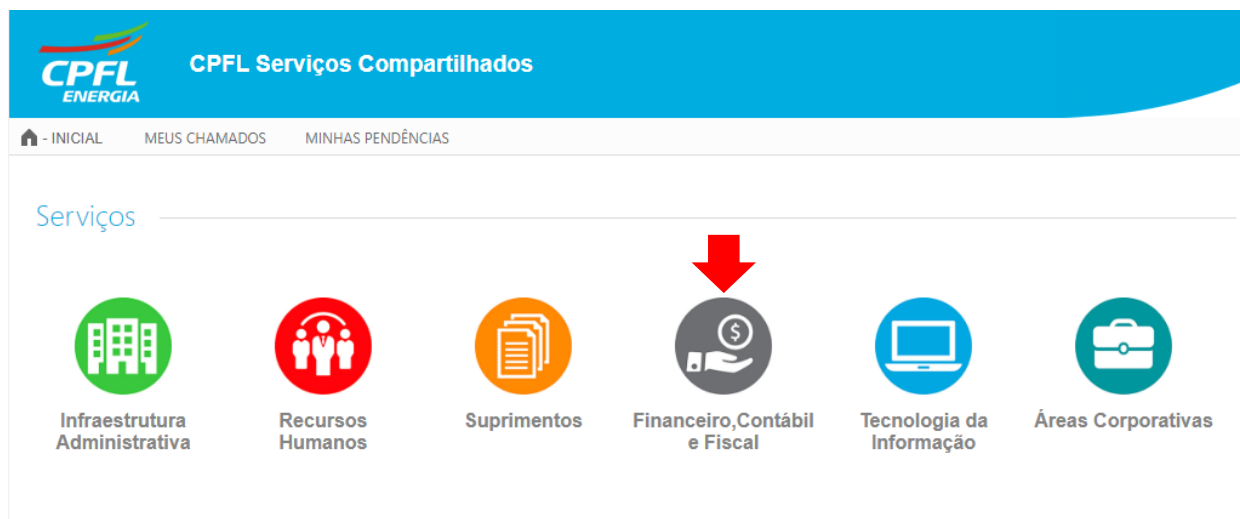 CPFL
ENERGIA
CPFL Serviços Compartilhados
- INICIAL MEUS CHAMADOS MINHAS PENDÊNCIAS
Serviços
$
Infraestrutura
Administrativa
Recursos
Humanos
Suprimentos
Financeiro,Contábil
e Fiscal
Tecnologia da
Informação
Áreas Corporativas